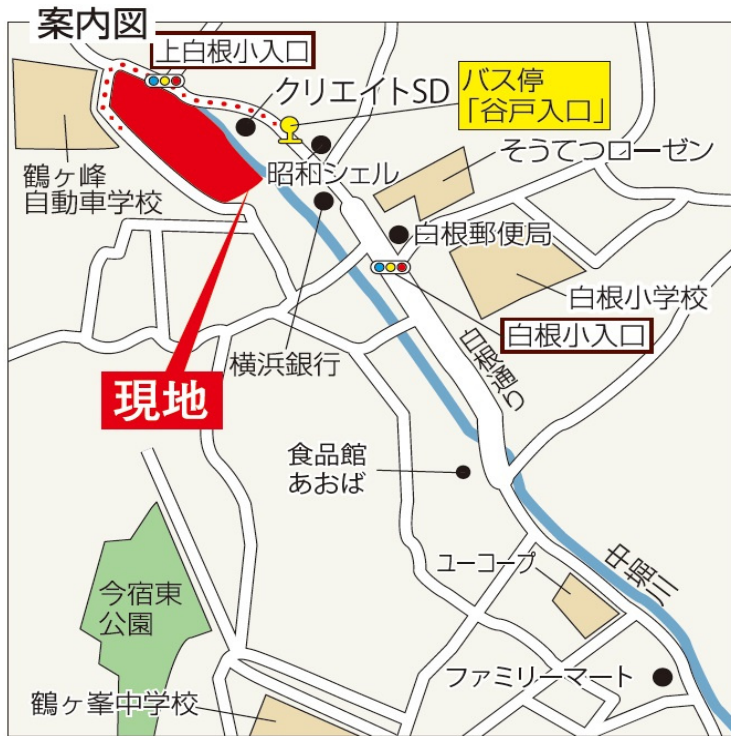 案内図
上白根小入口
クリエイトSD
バス停
「谷戸入口」
鶴ヶ峰
自動車学校
昭和シェル
そうてつローゼン
白根郵便局
白根小学校
白根小入口
横浜銀行
現地
白根通り
食品館
あおば
ユーコープ
中堀川
今宿東
公園
ファミリーマート
鶴ヶ峯中学校